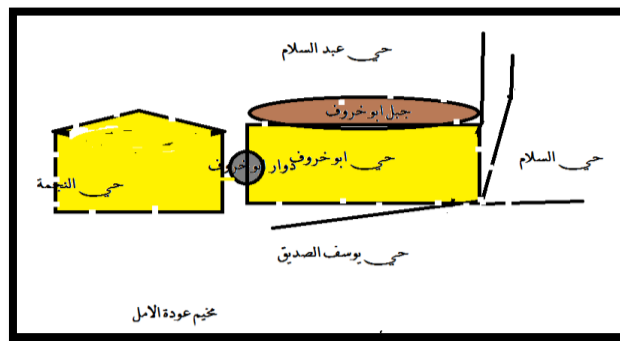 حي عبد السلام
جبل ابو خروف
حي السلام
حي ابو خروف
دوار ابو خروف
حي النجمة
حي يوسف الصديق
مخيم عودة الامل